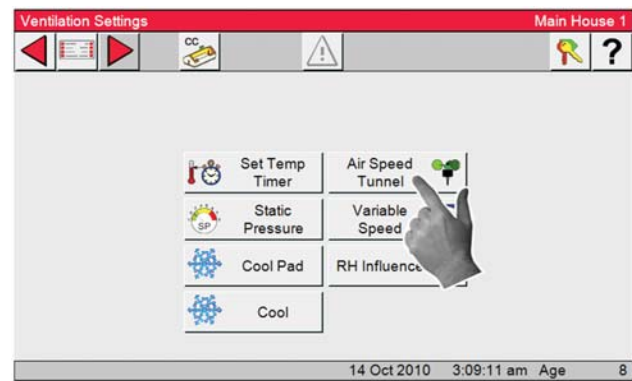 Ventilation Settings Main House 1
CC
?
Set Temp
Timer
Air Speed
Tunnel
SP
Static
Pressure
Variable
Speed
Cool Pad
RH Influence
Cool
14 Oct 2010 3:09:11 am Age 8